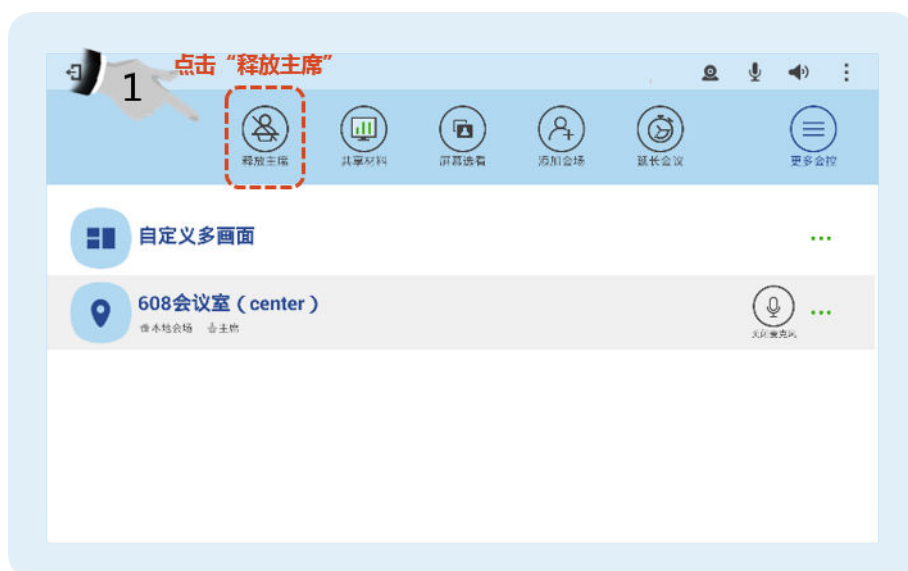 点击“释放主席”
1
释放主席
共享材料
屏幕选看
添加会场
延长会议
更多会控
自定义多画面
608会议室（center）
本地会场 主席
关闭麦克风